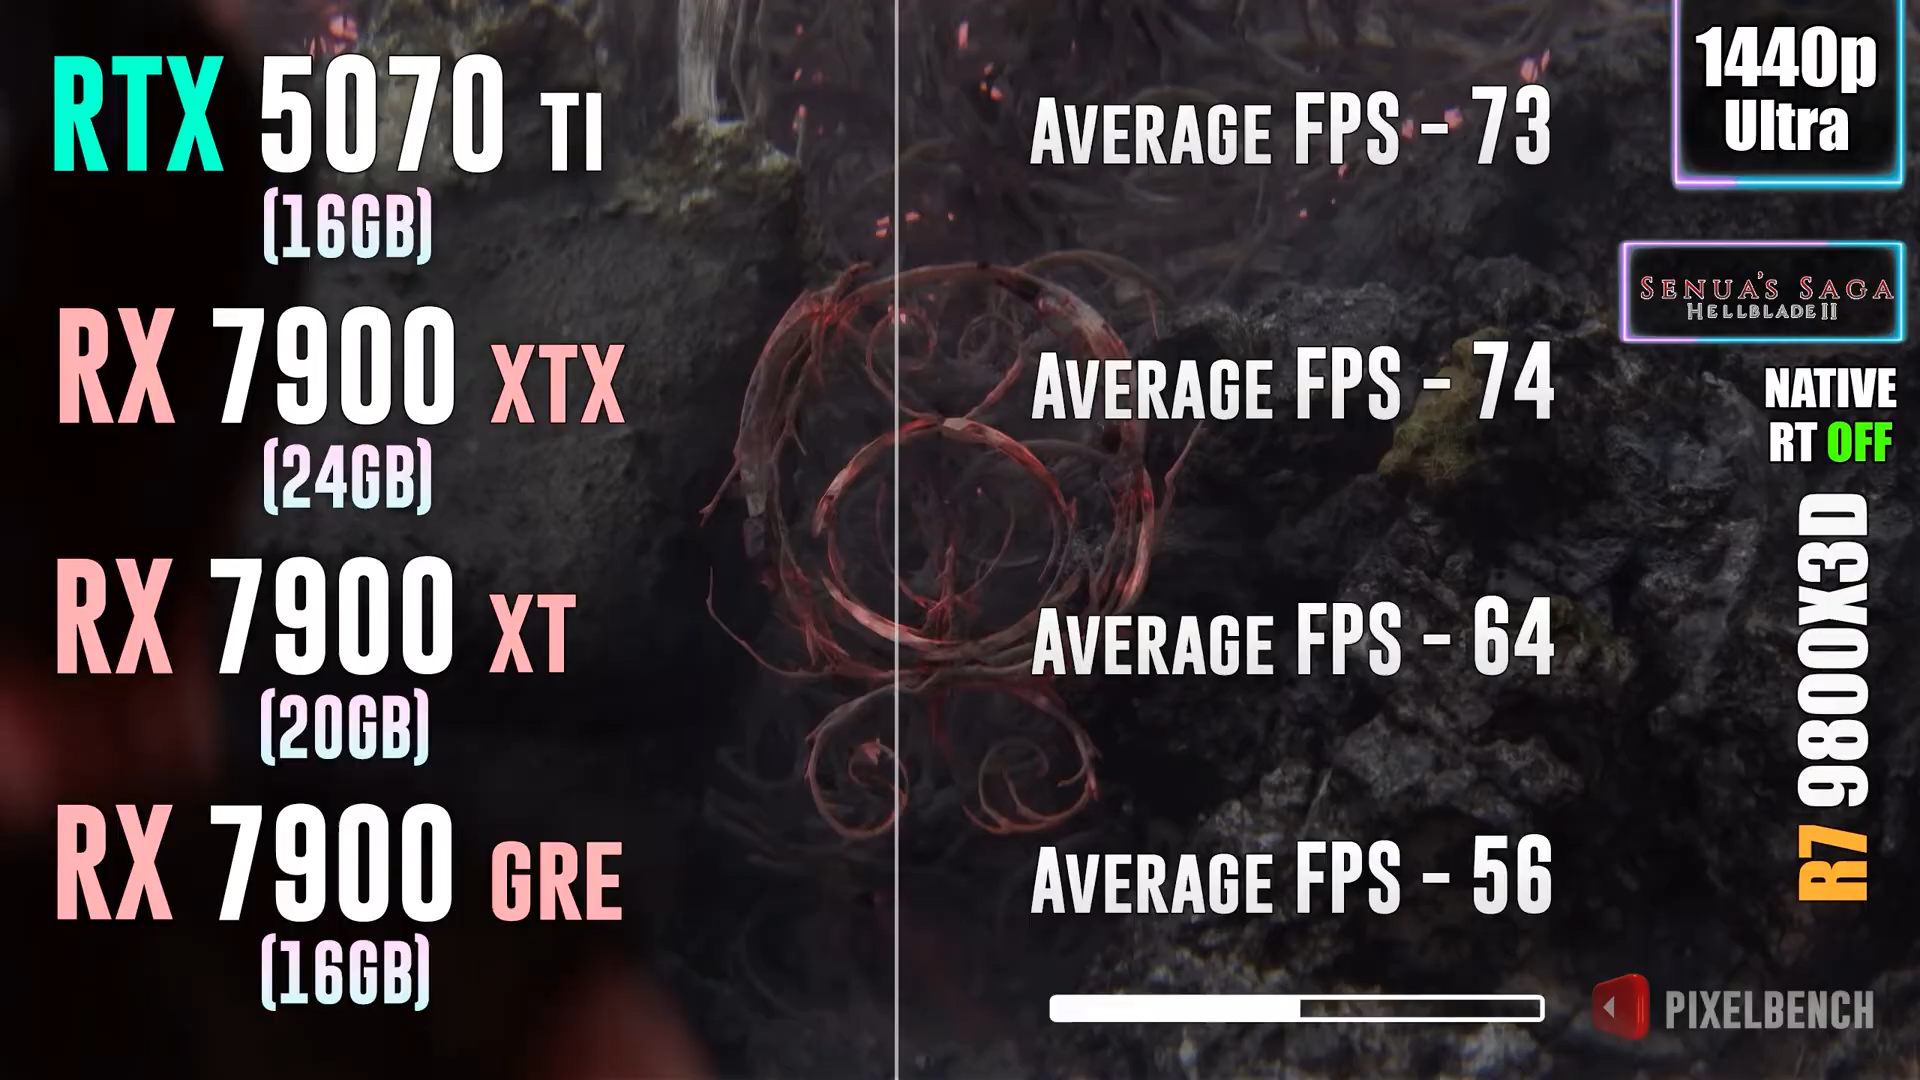 RTX 5070 TI
(16GB)
AVERAGE FPS - 73
RX 7900 XTX
(24GB)
AVERAGE FPS - 74
RX 7900 XT
(20GB)
AVERAGE FPS - 64
RX 7900 GRE
(16GB)
AVERAGE FPS - 56
1440p
Ultra
SENUA'S SAGA
HELLBLADE II
NATIVE
RT OFF
R7 9800X3D
PIXELBENCH